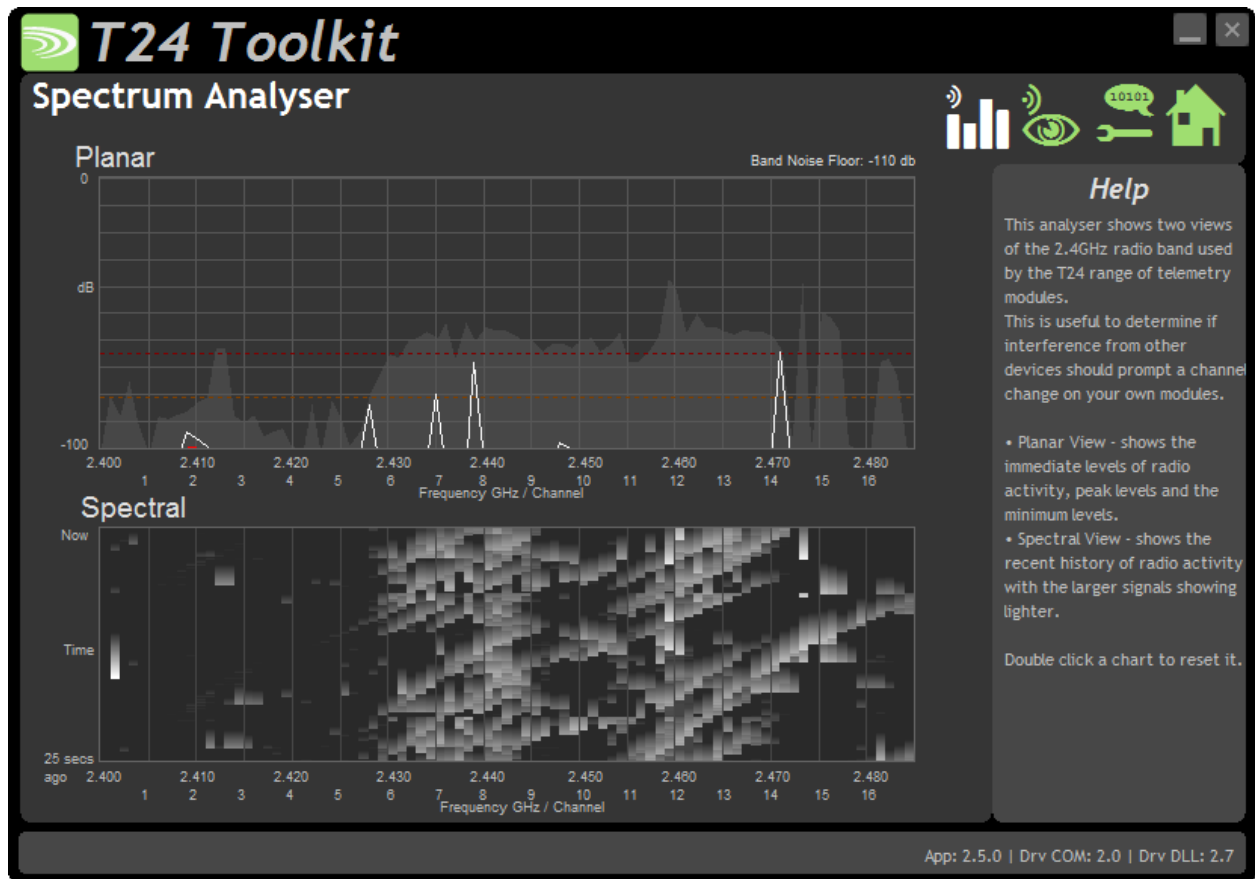 T24 Toolkit
Spectrum Analyser
10101
Planar
Band Noise Floor: -110 db
0
dB
-100
2.400 2.410 2.420 2.430 2.440 2.450 2.460 2.470 2.480
1 2 3 4 5 6 7 8 9 10 11 12 13 14 15 16
Frequency GHz / Channel
Spectral
Now
Time
25 secs
ago 2.400 2.410 2.420 2.430 2.440 2.450 2.460 2.470 2.480
1 2 3 4 5 6 7 8 9 10 11 12 13 14 15 16
Frequency GHz / Channel
Help
This analyser shows two views
of the 2.4GHz radio band used
by the T24 range of telemetry
modules.
This is useful to determine if
interference from other
devices should prompt a channel
change on your own modules.
• Planar View - shows the
immediate levels of radio
activity, peak levels and the
minimum levels.
• Spectral View - shows the
recent history of radio activity
with the larger signals showing
lighter.
Double click a chart to reset it.
App: 2.5.0 | Drv COM: 2.0 | Drv DLL: 2.7